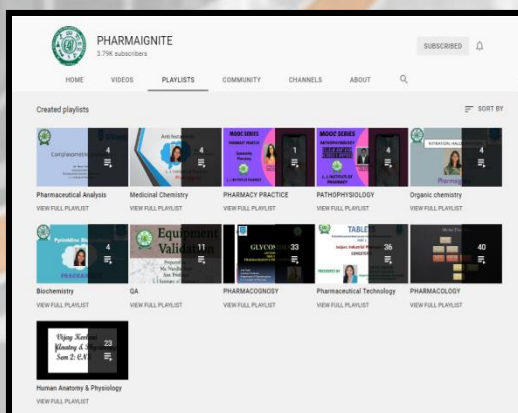 PHARMAIGNITE
3.79K subscribers
SUBSCRIBED
HOME VIDEOS PLAYLISTS COMMUNITY CHANNELS ABOUT
Created playlists
SORT BY
4
4
MOOC SERIES
PHARMACY PRACTICE
1
MOOC SERIES
PATHOPHYSIOLOGY
4
4
Pharmaceutical Analysis
Medicinal Chemistry
PHARMACY PRACTICE
PATHOPHYSIOLOGY
Organic chemistry
VIEW FULL PLAYLIST
VIEW FULL PLAYLIST
VIEW FULL PLAYLIST
VIEW FULL PLAYLIST
VIEW FULL PLAYLIST
4
Equipment
Validation
11
33
TABLET
36
40
Biochemistry
QA
PHARMACOGNOSY
Pharmaceutical Technology
PHARMACOLOGY
VIEW FULL PLAYLIST
VIEW FULL PLAYLIST
VIEW FULL PLAYLIST
VIEW FULL PLAYLIST
VIEW FULL PLAYLIST
23
Human Anatomy & Physiology
VIEW FULL PLAYLIST